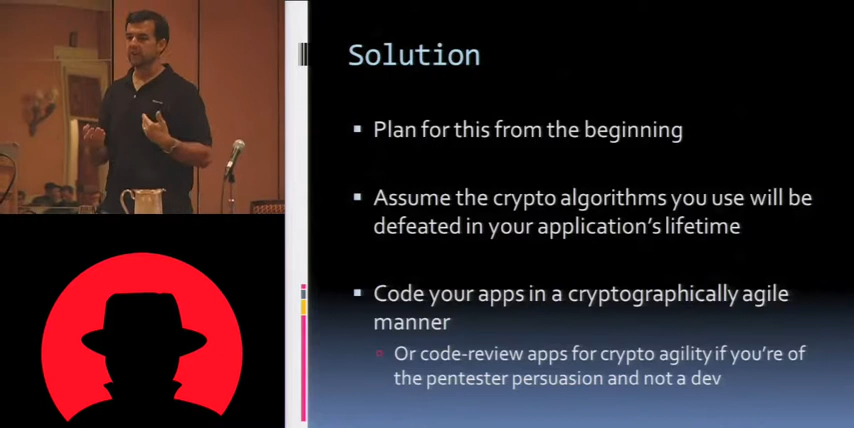 Solution
Plan for this from the beginning
Assume the crypto algorithms you use will be
defeated in your application's lifetime
Code your apps in a cryptographically agile
manner
Or code-review apps for crypto agility if you're of
the pentester persuasion and not a dev